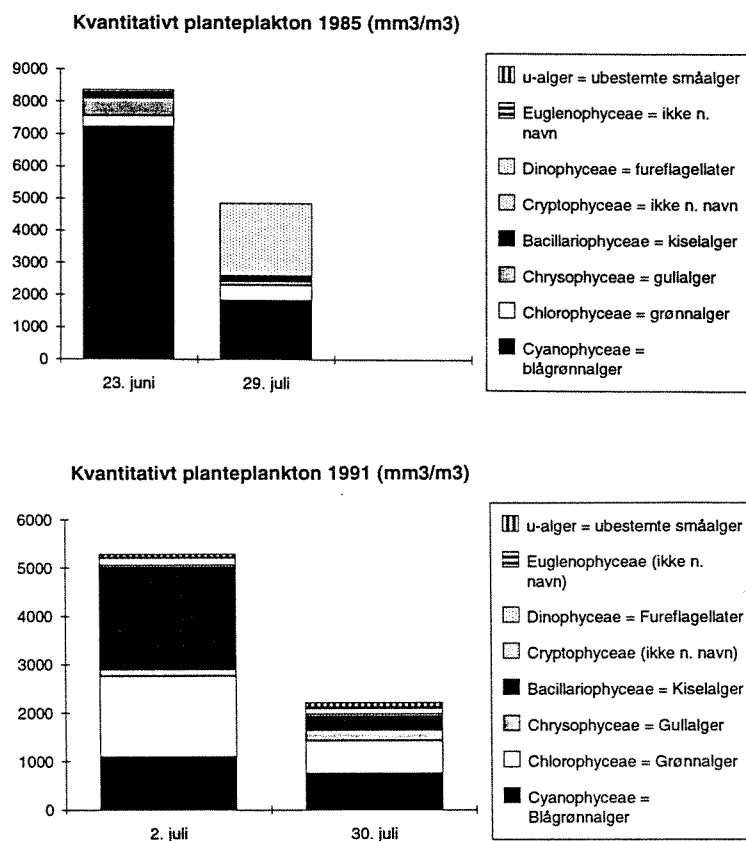 Kvantitativt planteplakton 1985 (mm3/m3)
9000
8000
7000
6000
5000
4000
3000
2000
1000
0
23. juni
29. juli
u-alger = ubestemte småalger
Euglenophyceae = ikke n.
navn
Dinophyceae = fureflagellater
Cryptophyceae = ikke n. navn
Bacillariophyceae = kiselalger
Chrysophyceae = gullalger
Chlorophyceae = grønnalger
Cyanophyceae =
blågrønnalger
Kvantitativt planteplankton 1991 (mm3/m3)
6000
5000
4000
3000
2000
1000
0
2. juli
30. juli
u-alger = ubestemte småalger
Euglenophyceae (ikke n.
navn)
Dinophyceae = Fureflagellater
Cryptophyceae (ikke n. navn)
Bacillariophyceae = Kiselalger
Chrysophyceae = Gullalger
Chlorophyceae = Grønnalger
Cyanophyceae =
Blågrønnalger